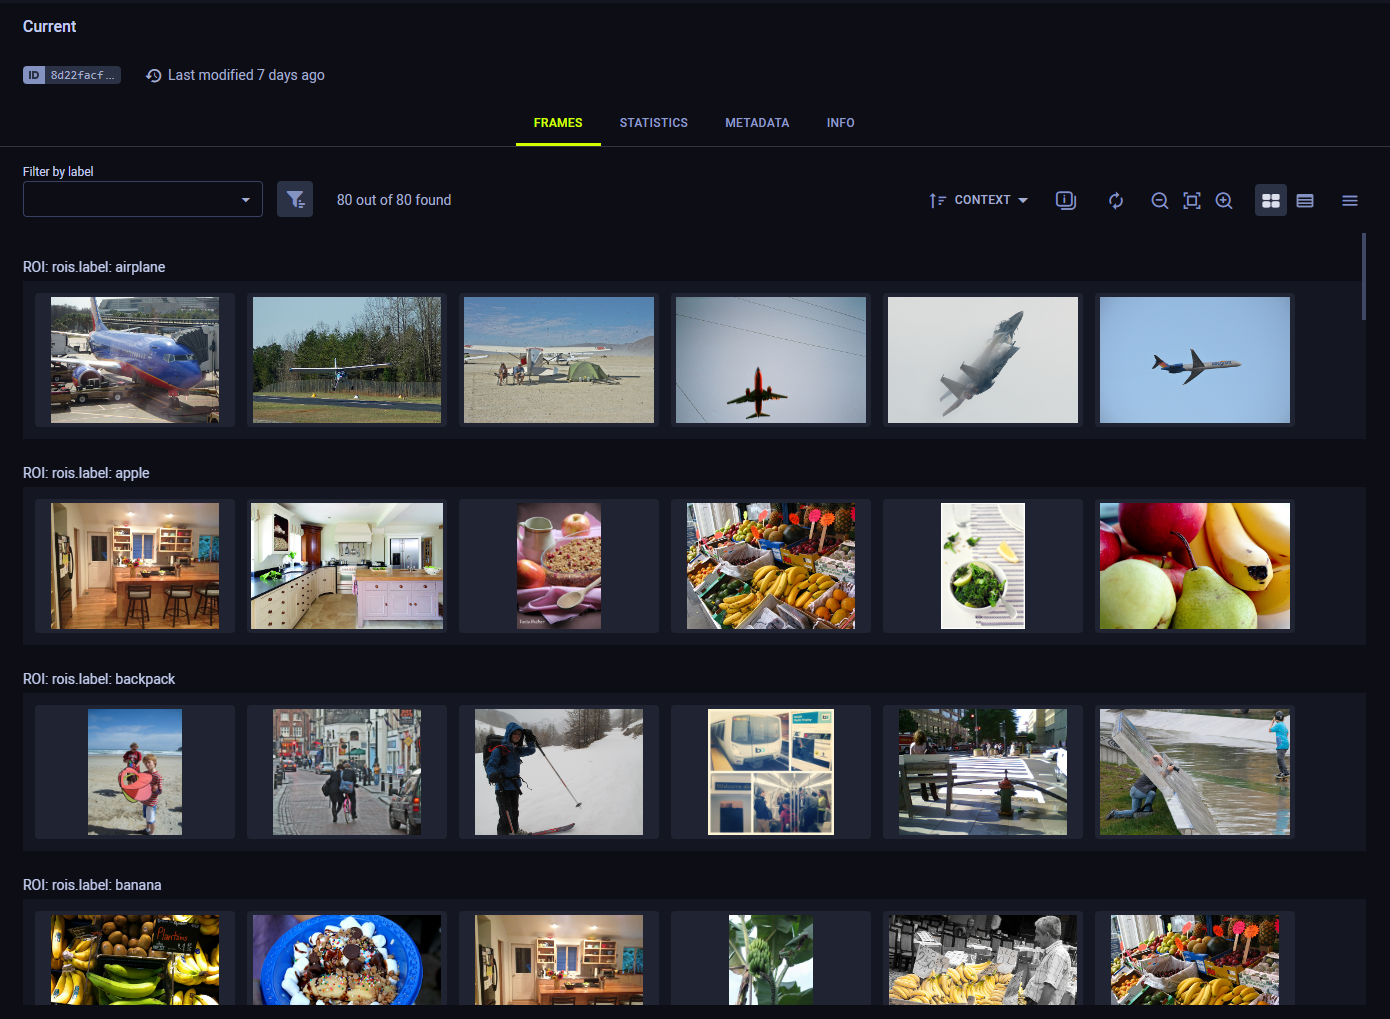 Current
ID 8d22facf...
Last modified 7 days ago
FRAMES STATISTICS METADATA INFO
Filter by label
80 out of 80 found
CONTEXT
ROI: rois.label: airplane
ROI: rois.label: apple
ROI: rois.label: backpack
ROI: rois.label: banana
Plantains